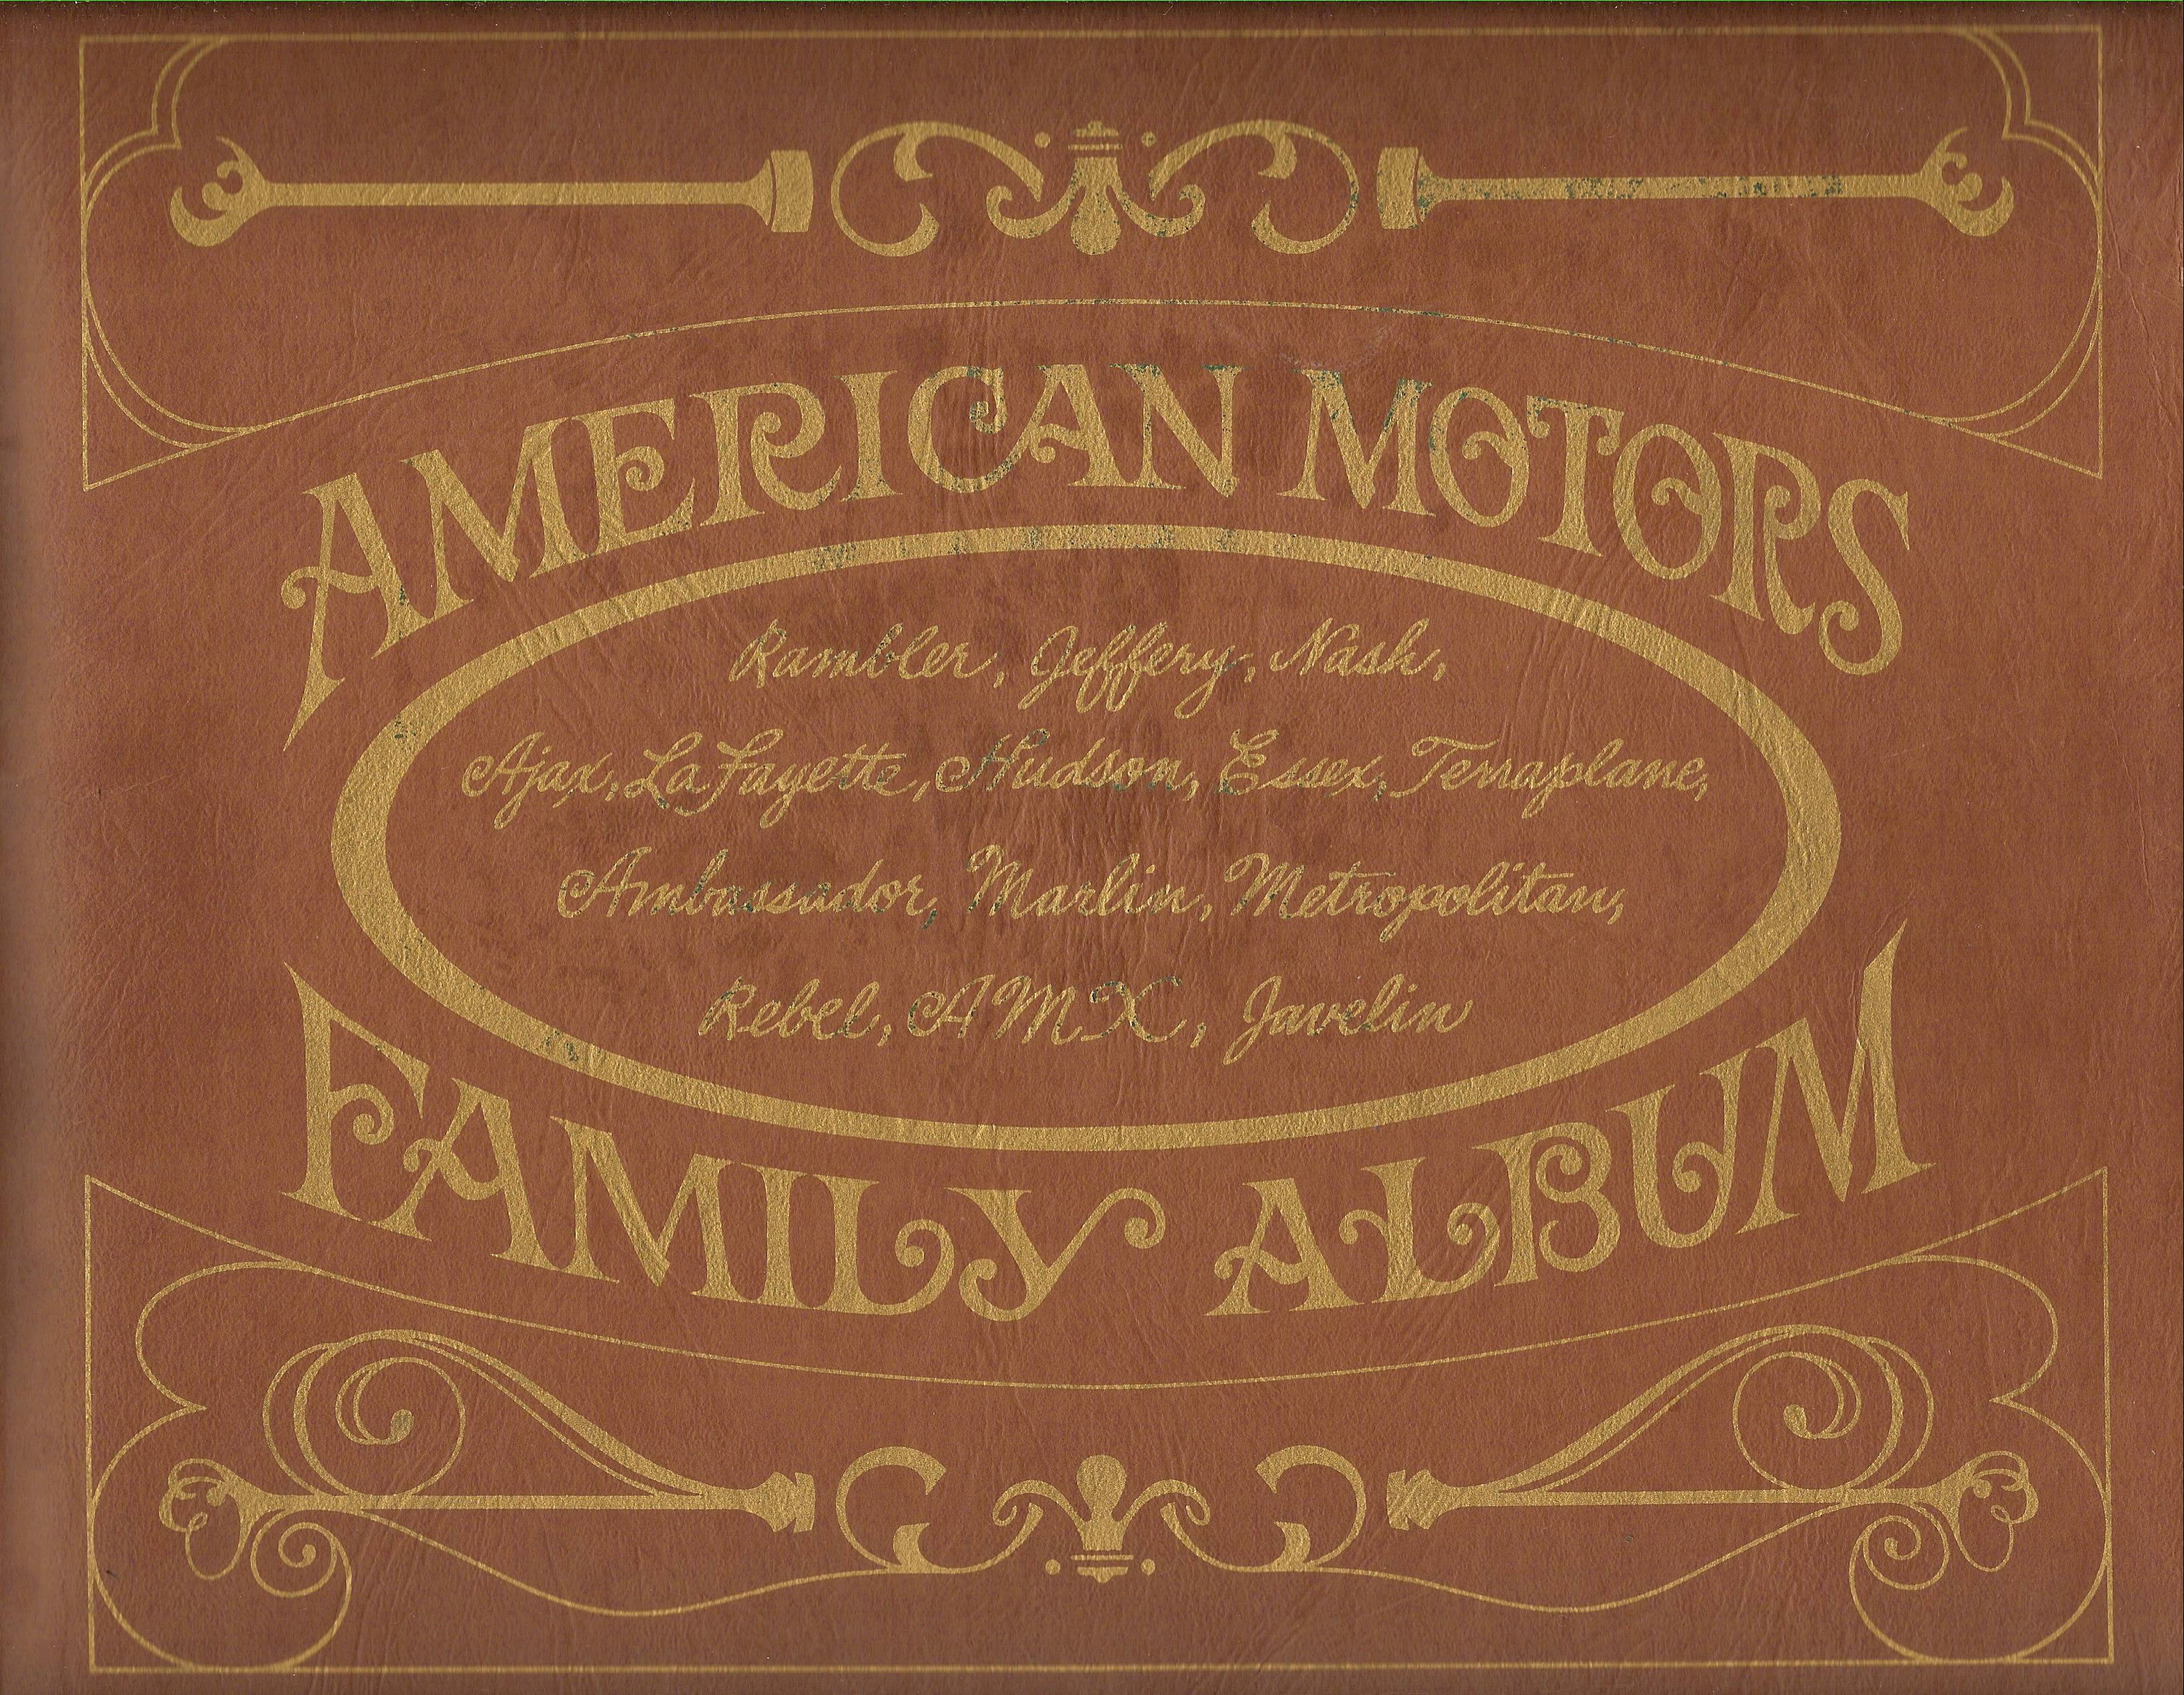 AMERICAN MOTORS
Rambler, Jeffery, Nash,
Ajax, LaFayette, Hudson, Essex, Terraplane,
Ambassador, Marlin, Metropolitan,
Rebel, AMX, Javelin
FAMILY ALBUM